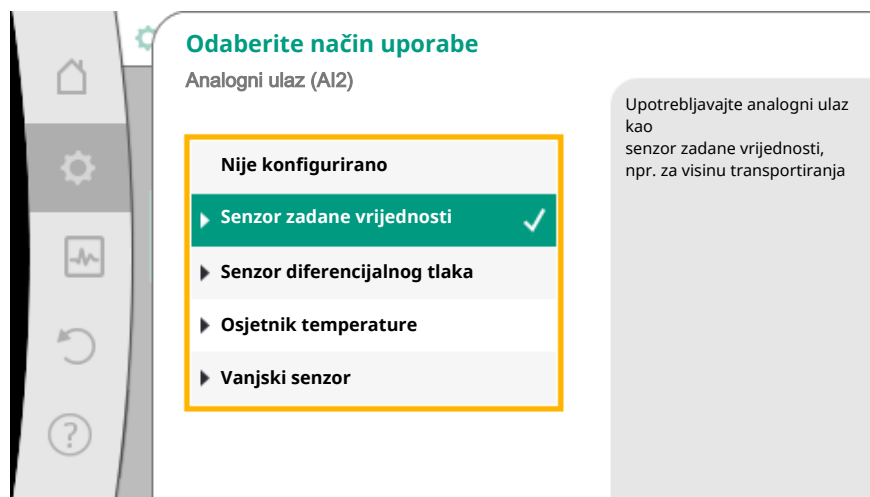 Odaberite način uporabe
Analogni ulaz (AI2)
Nije konfigurirano
Senzor zadane vrijednosti
Senzor diferencijalnog tlaka
Osjetnik temperature
Vanjski senzor
Upotrebljavajte analogni ulaz
kao
senzor zadane vrijednosti,
npr. za visinu transportiranja